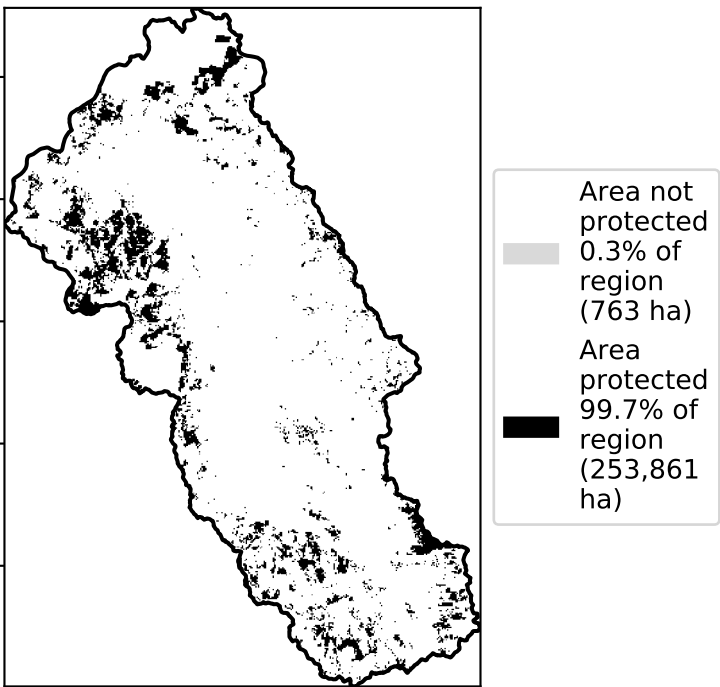 Area not
protected
0.3% of
region
(763 ha)
Area
protected
99.7% of
region
(253,861
ha)